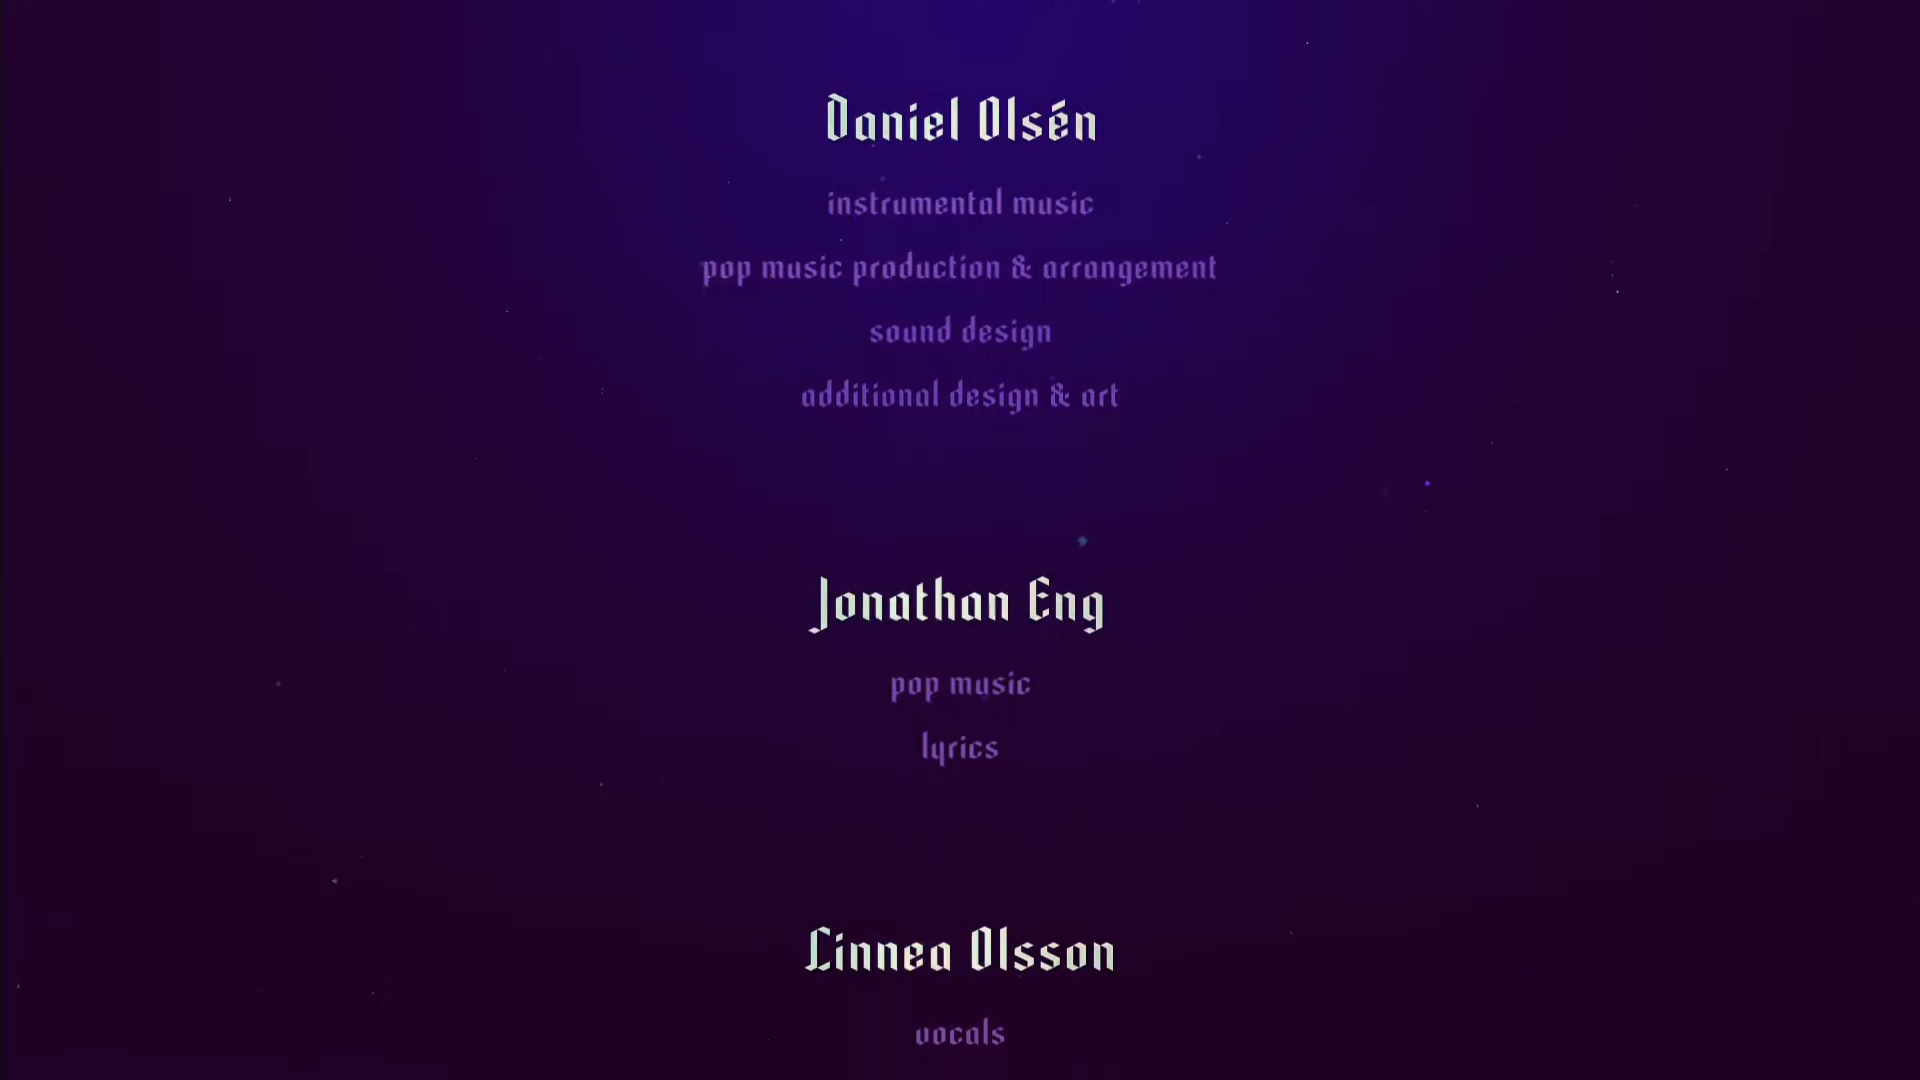 Daniel Olsén
instrumental music
pop music production & arrangement
sound design
additional design & art
Jonathan Eng
pop music
lyrics
Linnea Olsson
vocals